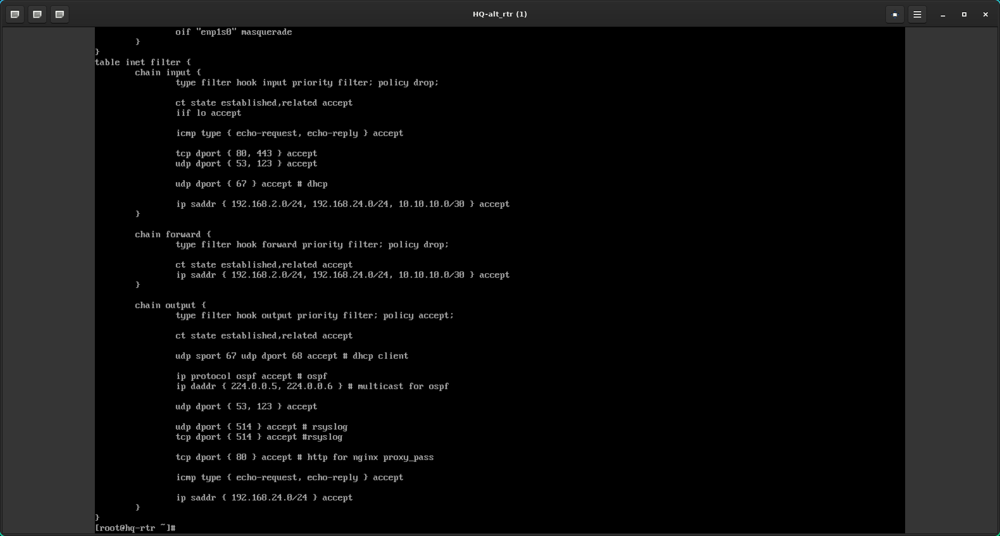 HQ-alt_rtr (1)
oif "enp1s0" masquerade
}
}
table inet filter {
chain input {
type filter hook input priority filter; policy drop;
ct state established,related accept
iif lo accept
icmp type { echo-request, echo-reply } accept
tcp dport { 80, 443 } accept
udp dport { 53, 123 } accept
udp dport { 67 } accept # dhcp
ip saddr { 192.168.2.0/24, 192.168.24.0/24, 10.10.10.0/30 } accept
}
chain forward {
type filter hook forward priority filter; policy drop;
ct state established,related accept
ip saddr { 192.168.2.0/24, 192.168.24.0/24, 10.10.10.0/30 } accept
}
chain output {
type filter hook output priority filter; policy accept;
ct state established,related accept
udp sport 67 udp dport 68 accept # dhcp client
ip protocol ospf accept # ospf
ip daddr { 224.0.0.5, 224.0.0.6 } # multicast for ospf
udp dport { 53, 123 } accept
udp dport { 514 } accept # rsyslog
tcp dport { 514 } accept #rsyslog
tcp dport { 80 } accept # http for nginx proxy_pass
icmp type { echo-request, echo-reply } accept
ip saddr { 192.168.24.0/24 } accept
}
}
[root@hq-rtr ~]#